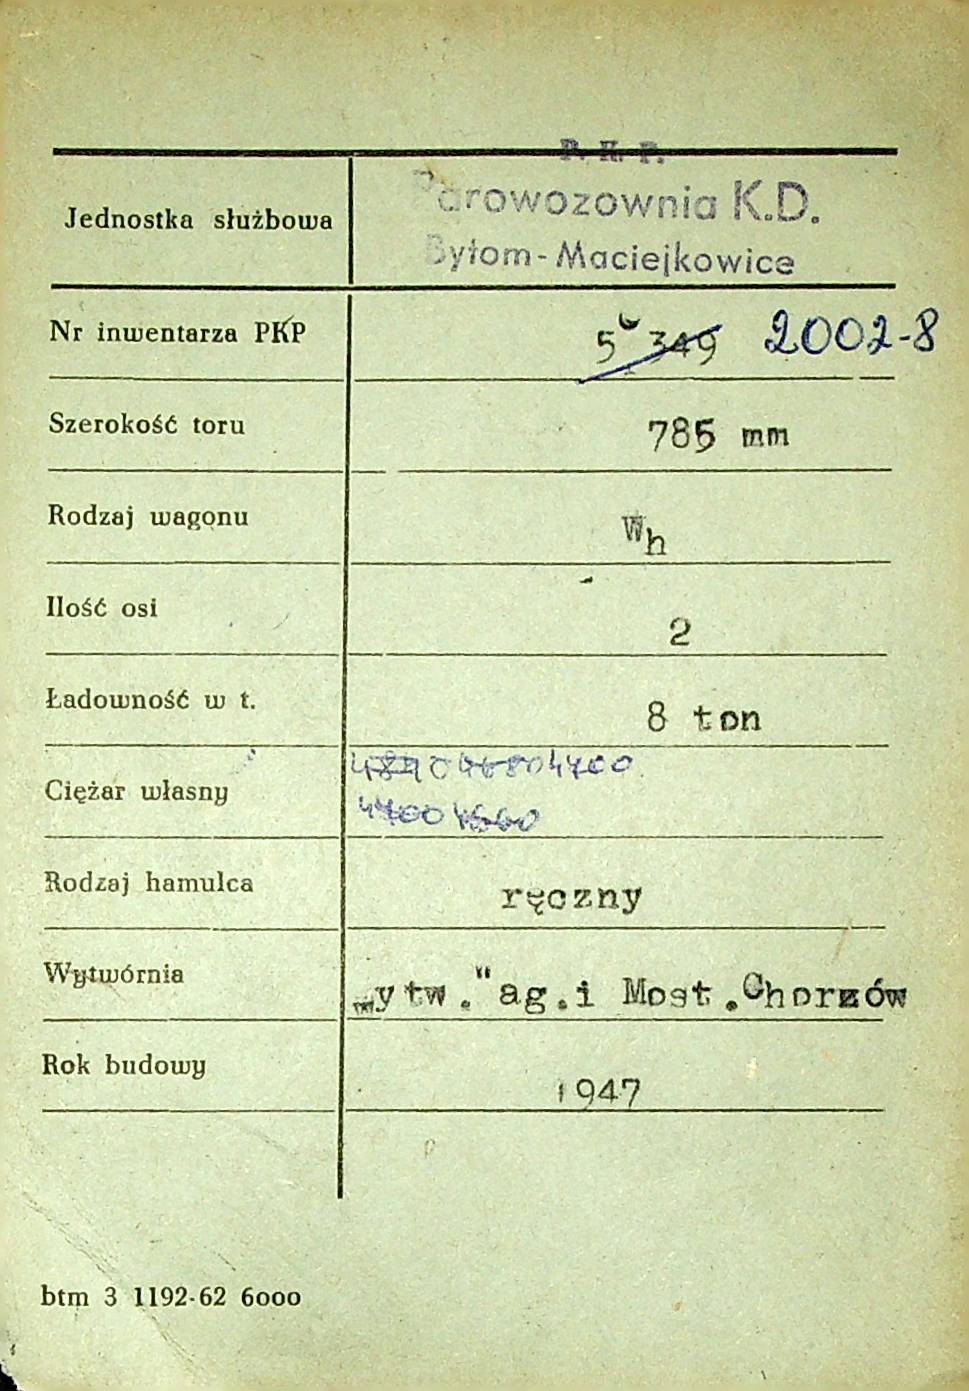 P. K. P.
Jednostka służbowa Parowozownia K.D.
Bytom-Maciejkowice
Nr inwentarza PKP 5 349 2002-8
Szerokość toru 785 mm
Rodzaj wagonu Wh
Ilość osi 2
Ładowność w t. 8 ton
Ciężar własny 4700
4700
Rodzaj hamulca ręczny
Wytwórnia Wytw. Wag. i Most. Chorzów
Rok budowy 1947
btm 3 1192-62 6000